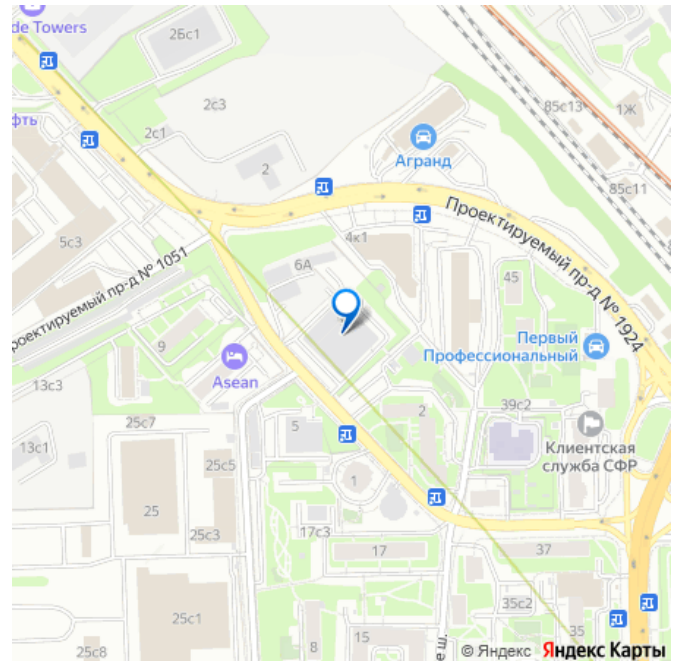 de Towers
2Бс1
2с3
85с13
1Ж
фть
2с1
Агранд
2
85с11
Проектируемый пр-д № 1924
4к1
5с3
6А
45
роектируемый пр-д № 1051
Первый
Профессиональный
9
Asean
13с3
39с2
25с7
2
5
Клиентская
служба СФР
13с1
25с5
1
25
25с3
17с3
17
37
35с2
25с1
35
8
15
е ш.
25с8
© Яндекс Яндекс Карты